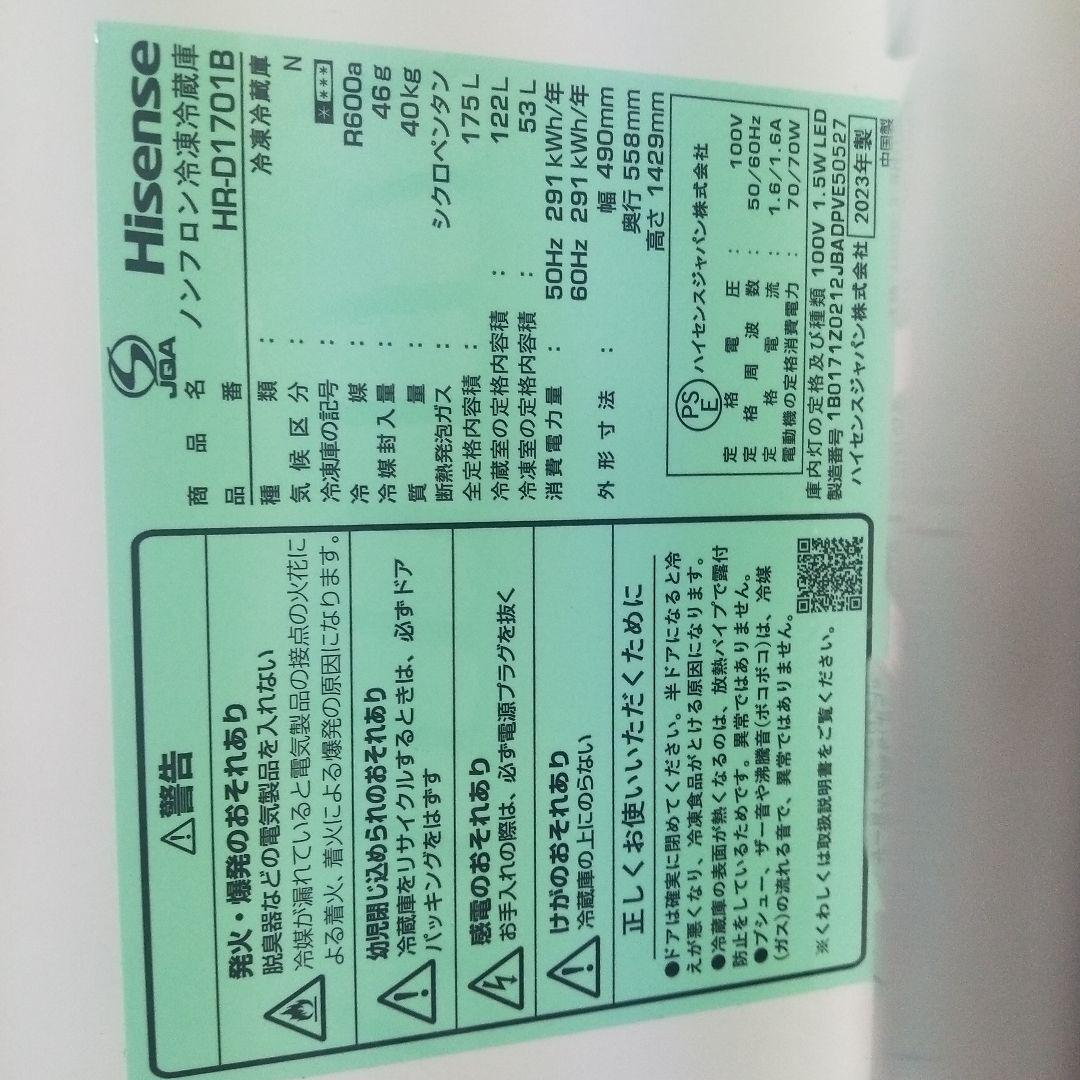 JQA
Hisense
商品名 ノンフロン冷凍冷蔵庫
品番 HR-D1701B
種類 : 冷凍冷蔵庫
気候区分 : N
冷凍庫の記号 : ****
冷媒 : R600a
冷媒封入量 : 46g
質量 : 40kg
断熱発泡ガス : シクロペンタン
全定格内容積 : 175L
冷蔵室の定格内容積 : 122L
冷凍室の定格内容積 : 53L
消費電力量 : 50Hz 291kWh/年
60Hz 291kWh/年
外形寸法 : 幅 490mm
奥行 558mm
高さ 1429mm
PSE ハイセンスジャパン株式会社
定格電圧 : 100V
定格周波数 : 50/60Hz
定格電流 : 1.6/1.6A
電動機の定格消費電力 : 70/70W
庫内灯の定格及び種類 100V 1.5W LED
製造番号 1B0171Z0212JBADPVE50527
ハイセンスジャパン株式会社 2023年製
中国製
警告
発火・爆発のおそれあり
脱臭器などの電気製品を入れない
冷媒が漏れていると電気製品の接点の火花に
よる着火、着火による爆発の原因になります。
幼児閉じ込められのおそれあり
冷蔵庫をリサイクルするときは、必ずドア
パッキングをはずす
感電のおそれあり
お手入れの際は、必ず電源プラグを抜く
けがのおそれあり
冷蔵庫の上にのらない
正しくお使いいただくために
●ドアは確実に閉めてください。半ドアになると冷
えが悪くなり、冷凍食品がとける原因になります。
●冷蔵庫の表面が熱くなるのは、放熱パイプで露付
防止をしているためです。異常ではありません。
●プシュー、ザー音や沸騰音(ボコボコ)は、冷媒
(ガス)の流れる音で、異常ではありません。
※くわしくは取扱説明書をご覧ください。